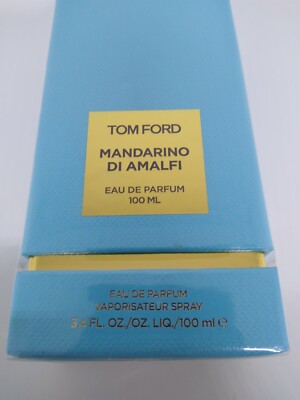 TOM FORD
MANDARINO
DI AMALFI
EAU DE PARFUM
100 ML
EAU DE PARFUM
VAPORISATEUR SPRAY
3.4 FL. OZ./OZ. LIQ./100 ml ℮